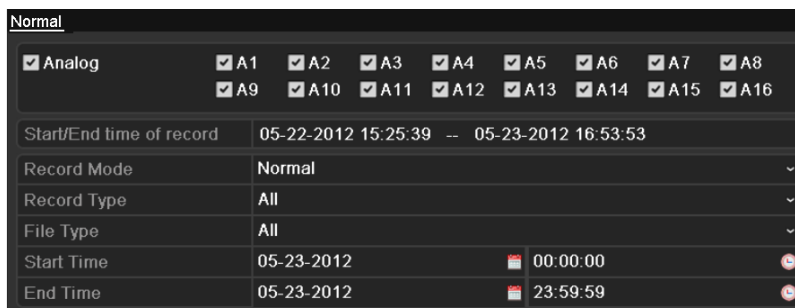 Normal
Analog A1 A2 A3 A4 A5 A6 A7 A8
A9 A10 A11 A12 A13 A14 A15 A16
Start/End time of record 05-22-2012 15:25:39 -- 05-23-2012 16:53:53
Record Mode Normal
Record Type All
File Type All
Start Time 05-23-2012 00:00:00
End Time 05-23-2012 23:59:59